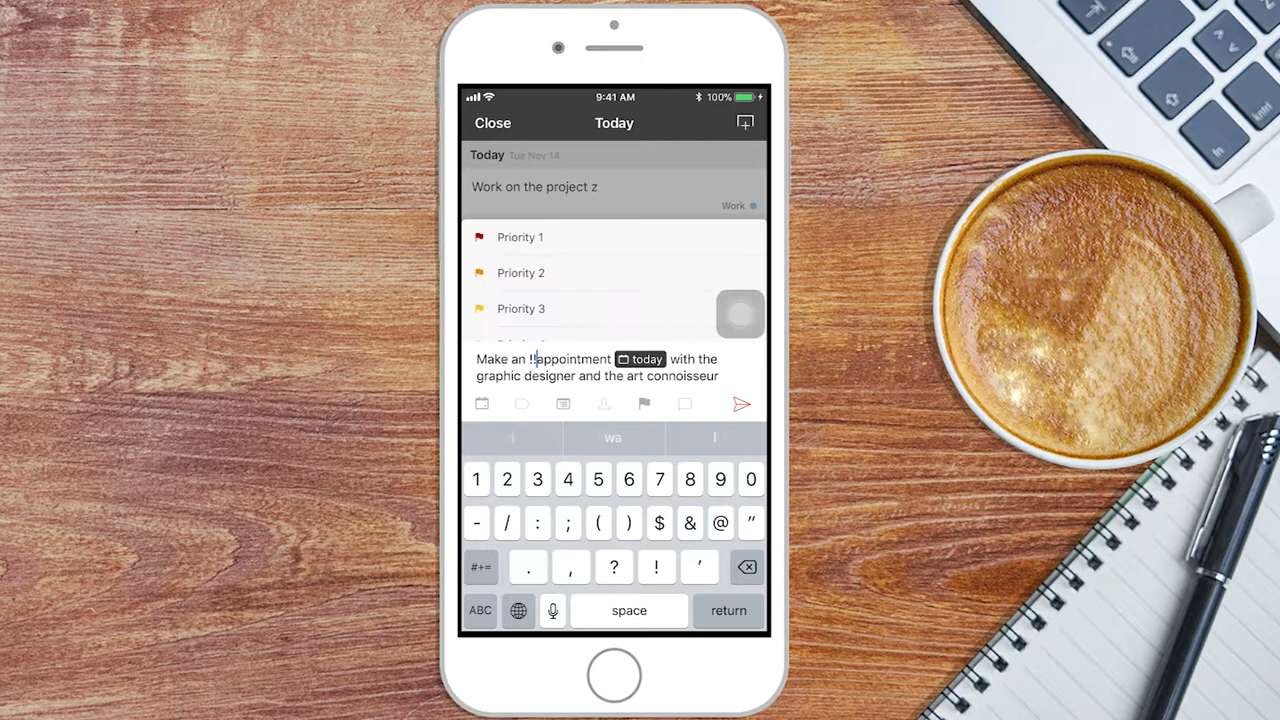 9:41 AM
100%
Close Today
Today Tue Nov 14
Work on the project z
Work
Priority 1
Priority 2
Priority 3
Make an !!appointment today with the
graphic designer and the art connoisseur
wa
1 2 3 4 5 6 7 8 9 0
- / : ; ( ) $ & @ "
#+= . , ? ! '
ABC space return
fn
kntrl